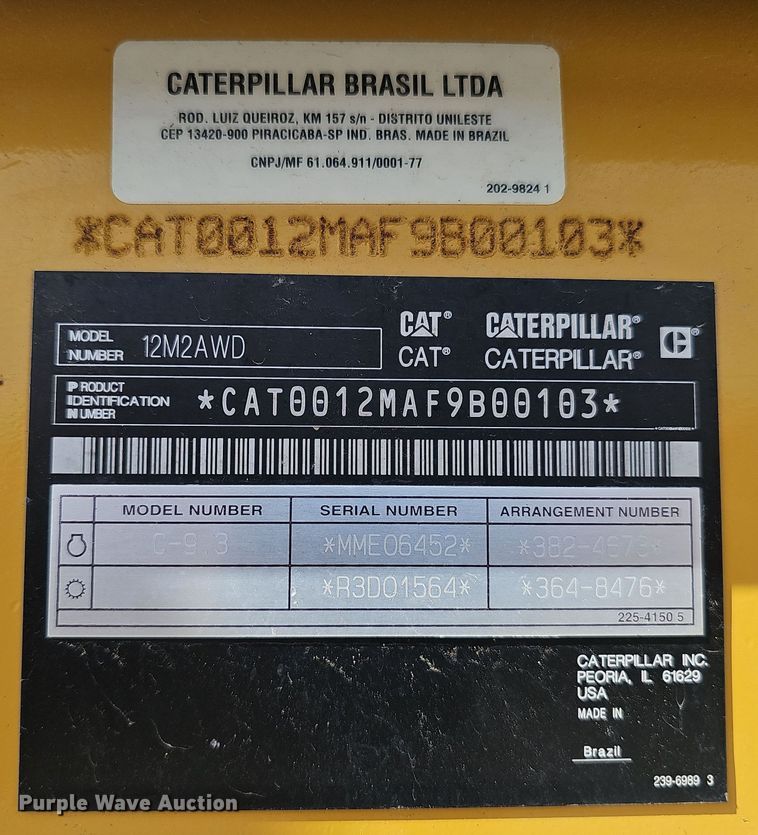 CATERPILLAR BRASIL LTDA
ROD. LUIZ QUEIROZ, KM 157 s/n - DISTRITO UNILESTE
CEP 13420-900 PIRACICABA-SP IND. BRAS. MADE IN BRAZIL
CNPJ/MF 61.064.911/0001-77
202-9824 1
*CAT0012MAF9B00103*
MODEL NUMBER 12M2AWD
CAT® CATERPILLAR®
CAT® CATERPILLAR®
PRODUCT IDENTIFICATION NUMBER *CAT0012MAF9B00103*
MODEL NUMBER SERIAL NUMBER ARRANGEMENT NUMBER
C-9.3 *MME06452*
*R3D01564* *364-8476*
225-4150 5
CATERPILLAR INC.
PEORIA, IL 61629
USA
MADE IN
Brazil
239-6989 3
Purple Wave Auction